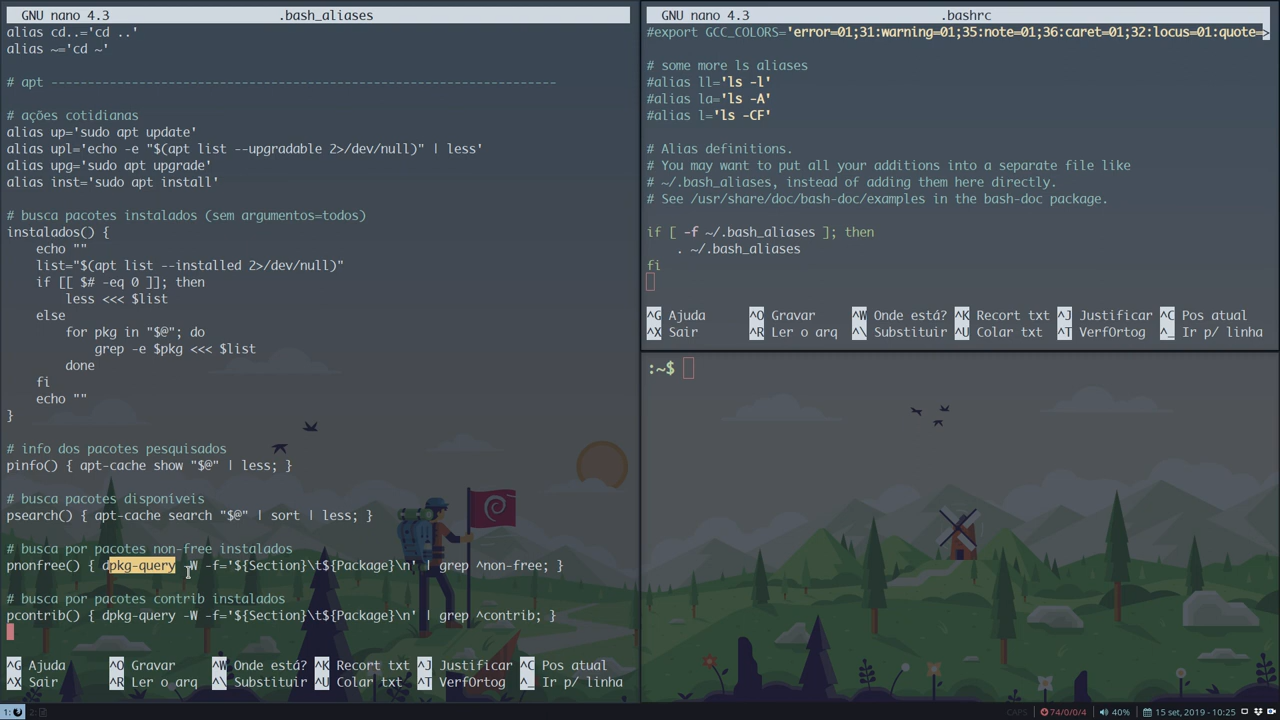 GNU nano 4.3 .bash_aliases
alias cd..='cd ..'
alias ~='cd ~'
# apt ---------------------------------------------------------------------
# ações cotidianas
alias up='sudo apt update'
alias upl='echo -e "$(apt list --upgradable 2>/dev/null)" | less'
alias upg='sudo apt upgrade'
alias inst='sudo apt install'
# busca pacotes instalados (sem argumentos=todos)
instalados() {
    echo ""
    list="$(apt list --installed 2>/dev/null)"
    if [[ $# -eq 0 ]]; then
        less <<< $list
    else
        for pkg in "$@"; do
            grep -e $pkg <<< $list
        done
    fi
    echo ""
}
# info dos pacotes pesquisados
pinfo() { apt-cache show "$@" | less; }
# busca pacotes disponíveis
psearch() { apt-cache search "$@" | sort | less; }
# busca por pacotes non-free instalados
pnonfree() { dpkg-query -W -f='${Section}\t${Package}\n' | grep ^non-free; }
# busca por pacotes contrib instalados
pcontrib() { dpkg-query -W -f='${Section}\t${Package}\n' | grep ^contrib; }
^G Ajuda ^O Gravar ^W Onde está? ^K Recort txt ^J Justificar ^C Pos atual
^X Sair ^R Ler o arq ^\ Substituir ^U Colar txt ^T VerfOrtog ^_ Ir p/ linha
GNU nano 4.3 .bashrc
#export GCC_COLORS='error=01;31:warning=01;35:note=01;36:caret=01;32:locus=01:quote=>
# some more ls aliases
#alias ll='ls -l'
#alias la='ls -A'
#alias l='ls -CF'
# Alias definitions.
# You may want to put all your additions into a separate file like
# ~/.bash_aliases, instead of adding them here directly.
# See /usr/share/doc/bash-doc/examples in the bash-doc package.
if [ -f ~/.bash_aliases ]; then
    . ~/.bash_aliases
fi
^G Ajuda ^O Gravar ^W Onde está? ^K Recort txt ^J Justificar ^C Pos atual
^X Sair ^R Ler o arq ^\ Substituir ^U Colar txt ^T VerfOrtog ^_ Ir p/ linha
:~$
1: 2: CAPS 74/0/0/4 40% 15 set, 2019 - 10:25